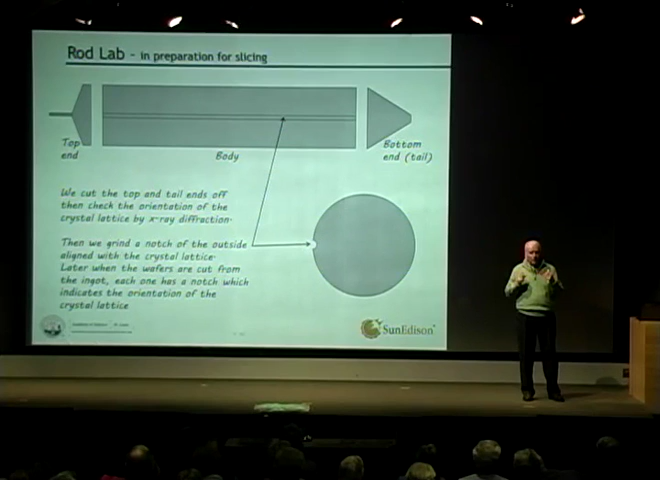 Rod Lab - in preparation for slicing
Top
end
Body
Bottom
end (tail)
We cut the top and tail ends off
then check the orientation of the
crystal lattice by x-ray diffraction.
Then we grind a notch of the outside
aligned with the crystal lattice.
Later when the wafers are cut from
the ingot, each one has a notch which
indicates the orientation of the
crystal lattice
SunEdison